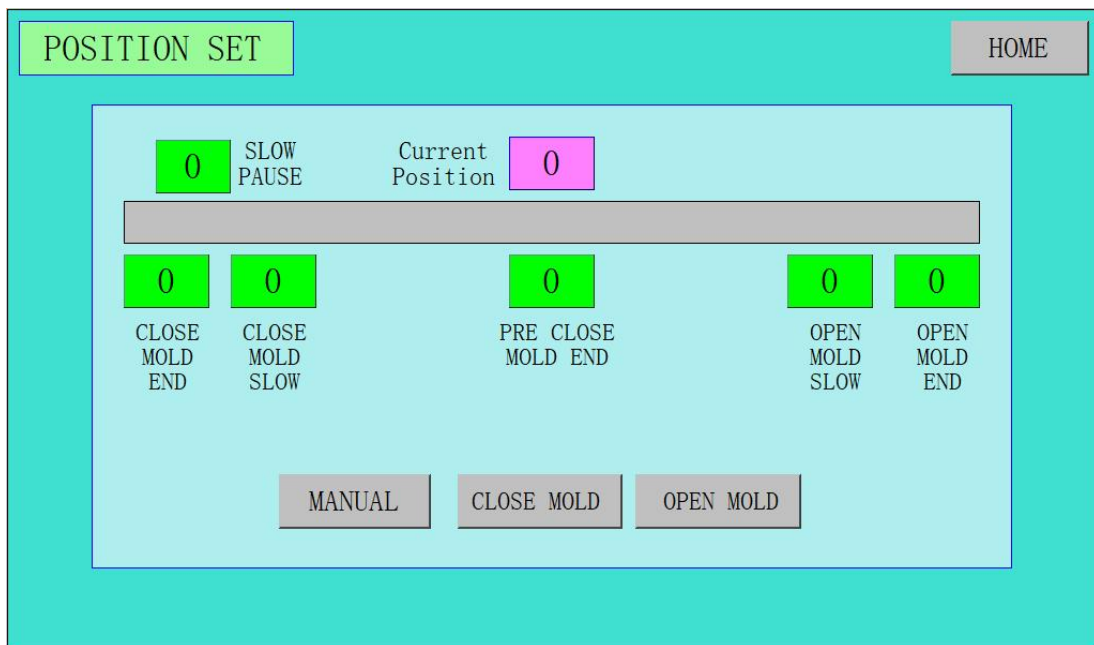 POSITION SET
HOME
0
SLOW
PAUSE
Current
Position
0
0
0
0
0
0
CLOSE
MOLD
END
CLOSE
MOLD
SLOW
PRE CLOSE
MOLD END
OPEN
MOLD
SLOW
OPEN
MOLD
END
MANUAL
CLOSE MOLD
OPEN MOLD